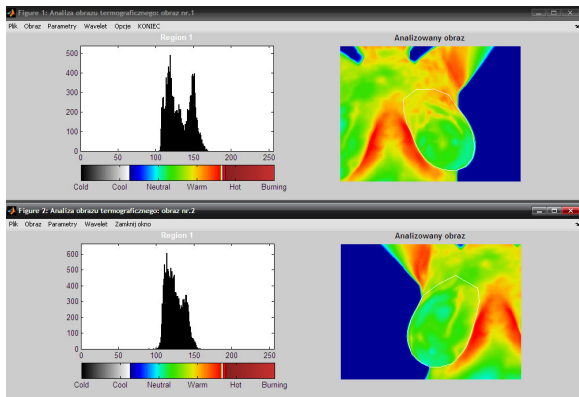 Figure 1: Analiza obrazu termograficznego: obraz nr.1
Plik Obraz Parametry Wavelet Opcje KONIEC
Region 1
Analizowany obraz
500
400
300
200
100
0
0 50 100 150 200 250
Cold Cool Neutral Warm Hot Burning
Figure 2: Analiza obrazu termograficznego: obraz nr.2
Plik Obraz Parametry Wavelet Zamknij okno
Region 1
Analizowany obraz
600
500
400
300
200
100
0
0 50 100 150 200 250
Cold Cool Neutral Warm Hot Burning